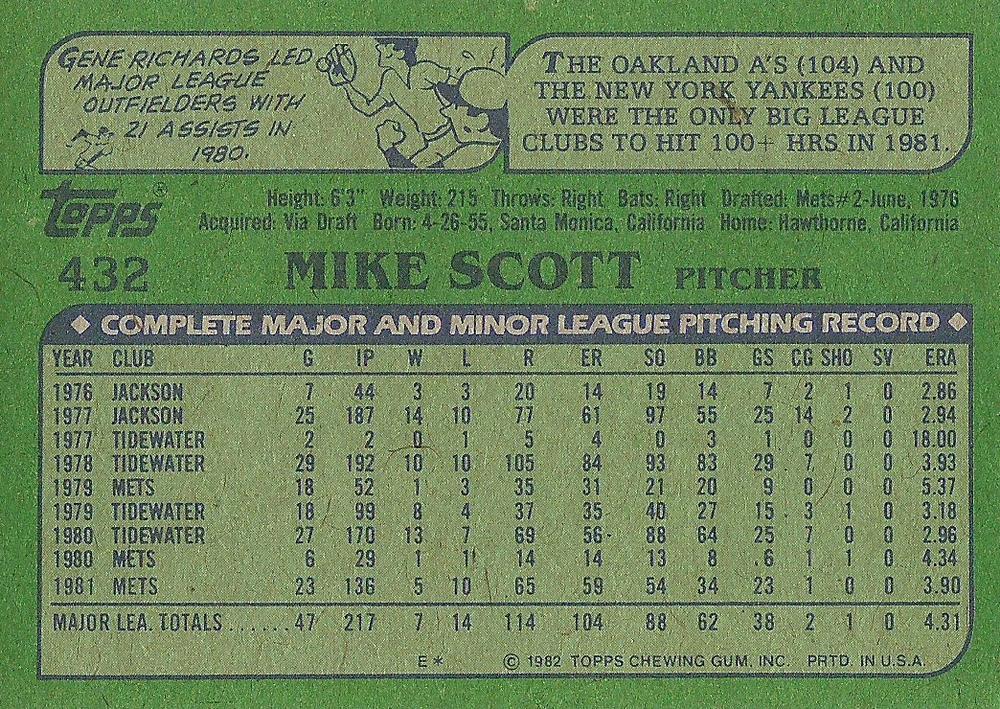 GENE RICHARDS LED
MAJOR LEAGUE
OUTFIELDERS WITH
21 ASSISTS IN
1980.
THE OAKLAND A'S (104) AND
THE NEW YORK YANKEES (100)
WERE THE ONLY BIG LEAGUE
CLUBS TO HIT 100+ HRS IN 1981.
TOPPS®
Height: 6'3" Weight: 215 Throws: Right Bats: Right Drafted: Mets#2-June, 1976
Acquired: Via Draft Born: 4-26-55, Santa Monica, California Home: Hawthorne, California
432 MIKE SCOTT PITCHER
◆ COMPLETE MAJOR AND MINOR LEAGUE PITCHING RECORD ◆
YEAR CLUB G IP W L R ER SO BB GS CG SHO SV ERA
1976 JACKSON 7 44 3 3 20 14 19 14 7 2 1 0 2.86
1977 JACKSON 25 187 14 10 77 61 97 55 25 14 2 0 2.94
1977 TIDEWATER 2 2 0 1 5 4 0 3 1 0 0 0 18.00
1978 TIDEWATER 29 192 10 10 105 84 93 83 29 7 0 0 3.93
1979 METS 18 52 1 3 35 31 21 20 9 0 0 0 5.37
1979 TIDEWATER 18 99 8 4 37 35 40 27 15 3 1 0 3.18
1980 TIDEWATER 27 170 13 7 69 56 88 64 25 7 0 0 2.96
1980 METS 6 29 1 1 14 14 13 8 6 1 1 0 4.34
1981 METS 23 136 5 10 65 59 54 34 23 1 0 0 3.90
MAJOR LEA. TOTALS.......47 217 7 14 114 104 88 62 38 2 1 0 4.31
E* © 1982 TOPPS CHEWING GUM, INC. PRTD. IN U.S.A.